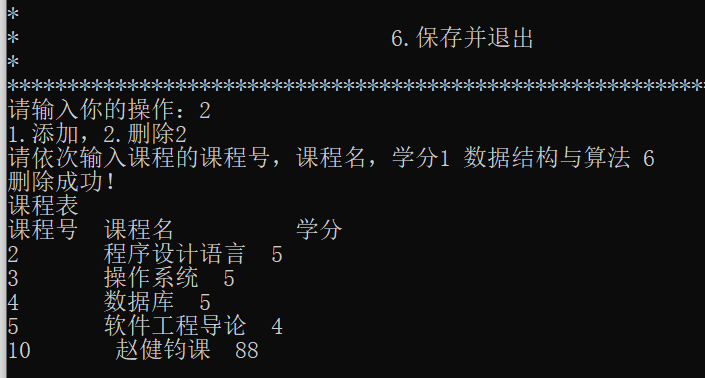 *
* 6.保存并退出
*
***********************************************************
请输入你的操作：2
1.添加，2.删除2
请依次输入课程的课程号，课程名，学分1 数据结构与算法 6
删除成功！
课程表
课程号 课程名 学分
2 程序设计语言 5
3 操作系统 5
4 数据库 5
5 软件工程导论 4
10 赵健钧课 88